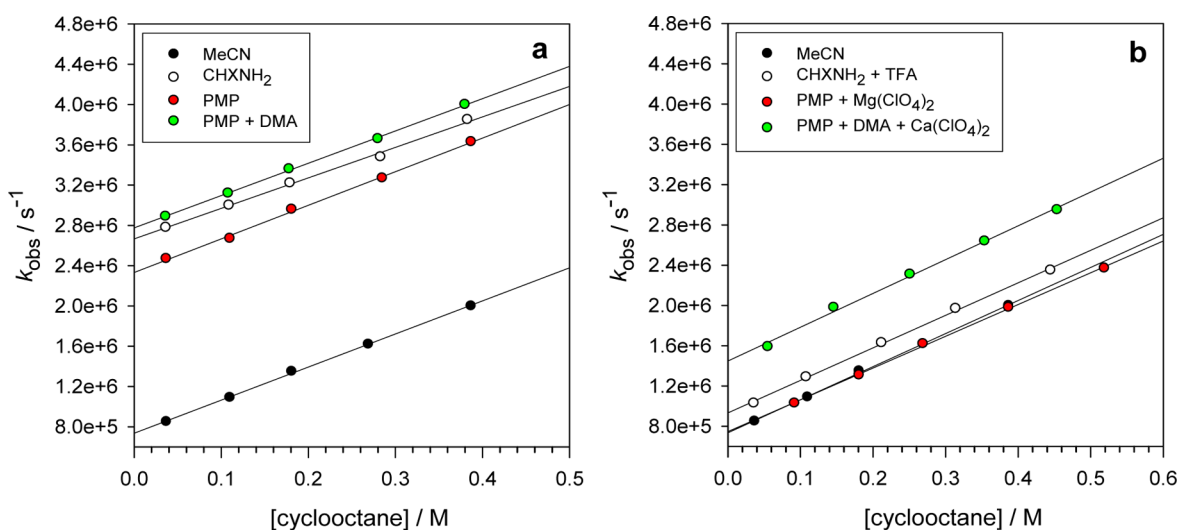 a
MeCN
CHXNH₂
PMP
PMP + DMA
4.8e+6
4.4e+6
4.0e+6
3.6e+6
3.2e+6
2.8e+6
2.4e+6
2.0e+6
1.6e+6
1.2e+6
8.0e+5
k_obs / s⁻¹
0.0 0.1 0.2 0.3 0.4 0.5
[cyclooctane] / M
b
MeCN
CHXNH₂ + TFA
PMP + Mg(ClO₄)₂
PMP + DMA + Ca(ClO₄)₂
4.8e+6
4.4e+6
4.0e+6
3.6e+6
3.2e+6
2.8e+6
2.4e+6
2.0e+6
1.6e+6
1.2e+6
8.0e+5
k_obs / s⁻¹
0.0 0.1 0.2 0.3 0.4 0.5 0.6
[cyclooctane] / M